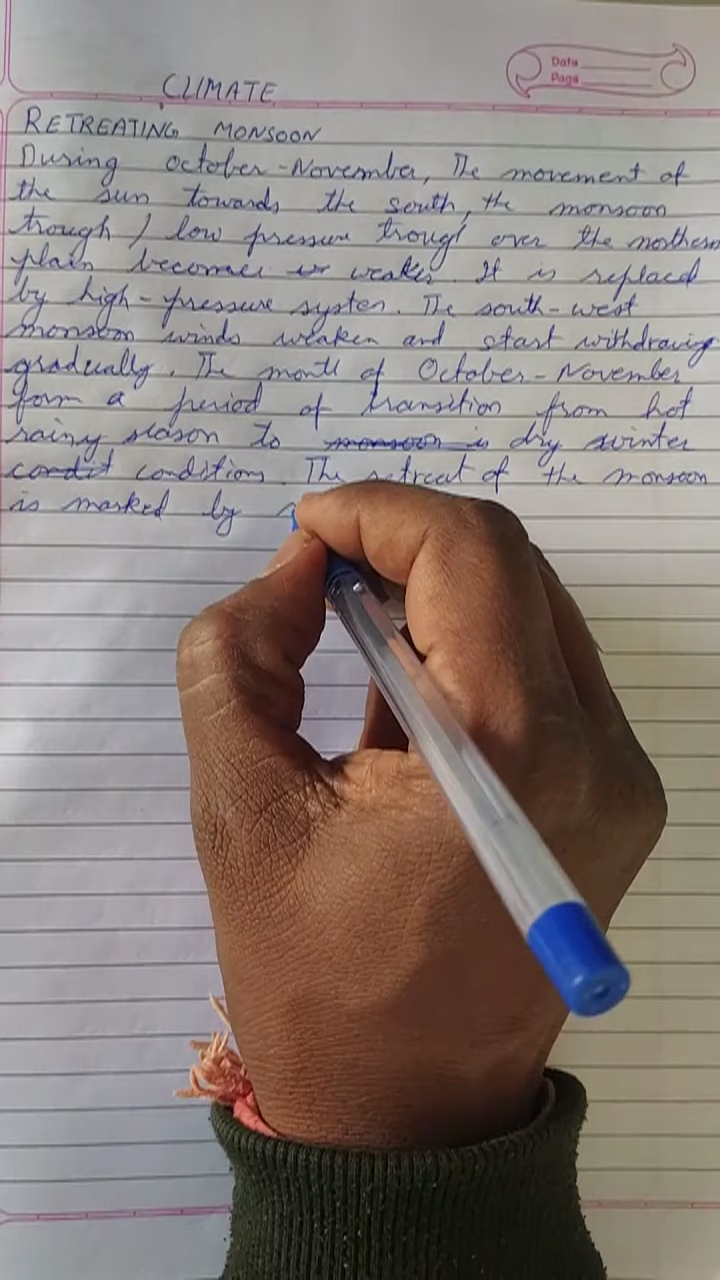 Date
Page
CLIMATE
RETREATING MONSOON
During October-November, The movement of
the sun towards the south, the monsoon
trough / low pressure trough over the northern
plain becomes weaker. It is replaced
by high-pressure system. The south-west
monsoon winds weaken and start withdrawing
gradually. The month of October-November
form a period of transition from hot
rainy season to monsoon is dry winter
condit conditions. The retreat of the monsoon
is marked by